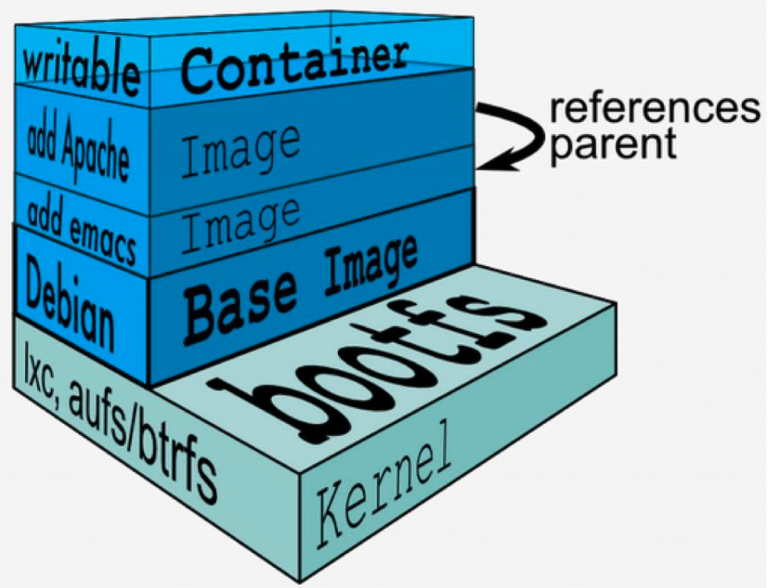 writable Container
add Apache Image
add emacs Image
Debian Base Image
references
parent
bootfs
lxc, aufs/btrfs
Kernel